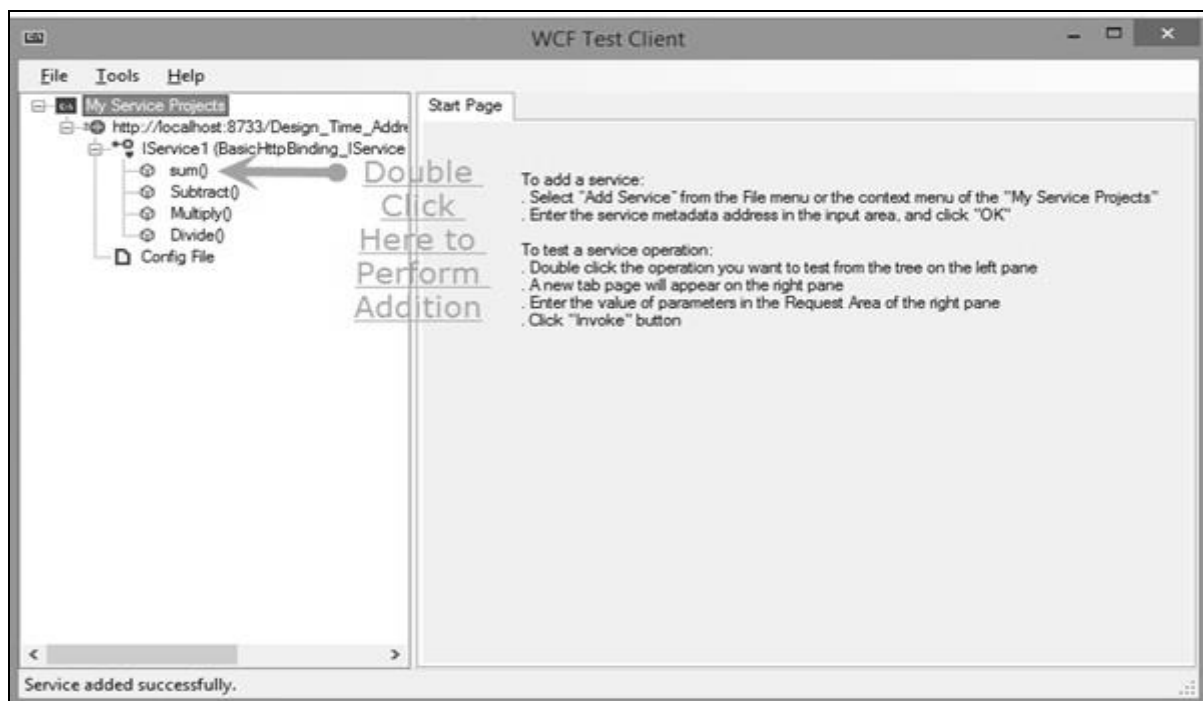 WCF Test Client
File Tools Help
My Service Projects
http://localhost:8733/Design_Time_Addre
IService1 (BasicHttpBinding_IService
sum()
Subtract()
Multiply()
Divide()
Config File
Double
Click
Here to
Perform
Addition
Start Page
To add a service:
. Select "Add Service" from the File menu or the context menu of the "My Service Projects"
. Enter the service metadata address in the input area, and click "OK"
To test a service operation:
. Double click the operation you want to test from the tree on the left pane
. A new tab page will appear on the right pane
. Enter the value of parameters in the Request Area of the right pane
. Click "Invoke" button
Service added successfully.